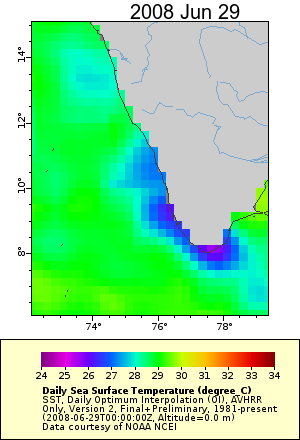 2008 Jun 29
14°
12°
10°
8°
74° 76° 78°
24 25 26 27 28 29 30 31 32 33 34
Daily Sea Surface Temperature (degree_C)
SST, Daily Optimum Interpolation (OI), AVHRR
Only, Version 2, Final+Preliminary, 1981-present
(2008-06-29T00:00:00Z, Altitude=0.0 m)
Data courtesy of NOAA NCEI